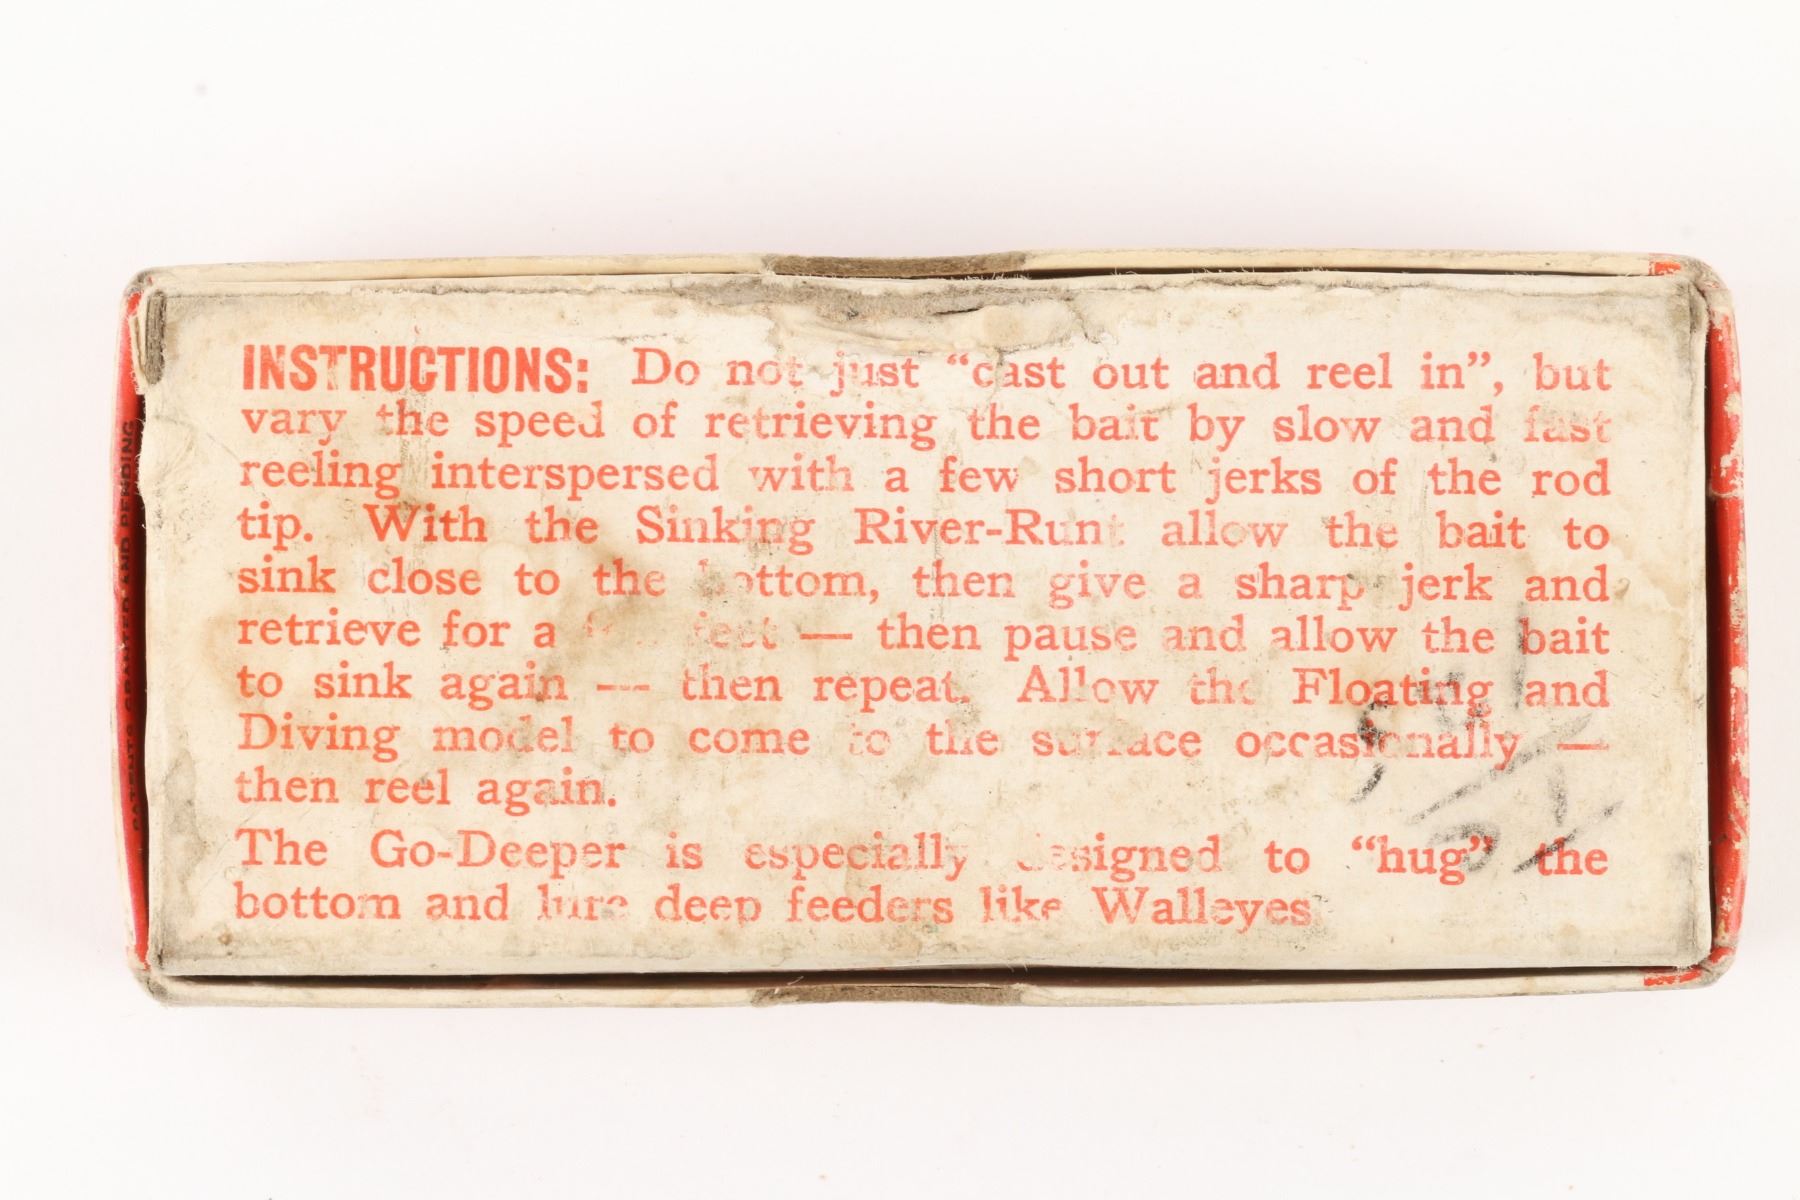 INSTRUCTIONS: Do not just “cast out and reel in”, but
vary the speed of retrieving the bait by slow and fast
reeling interspersed with a few short jerks of the rod
tip. With the Sinking River-Runt allow the bait to
sink close to the bottom, then give a sharp jerk and
retrieve for a feet — then pause and allow the bait
to sink again — then repeat. Allow the Floating and
Diving model to come to the surface occasionally —
then reel again.
The Go-Deeper is especially designed to “hug” the
bottom and lure deep feeders like Walleyes.
PATENTS GRANTED AND PENDING